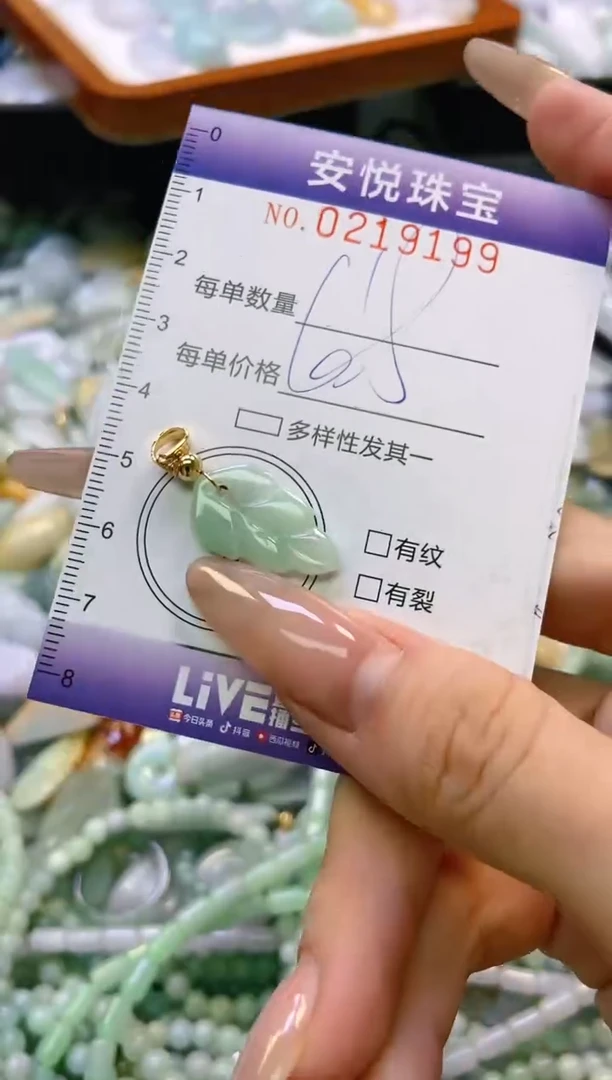 0
安悦珠宝
1
NO.0219199
2
每单数量
3
每单价格 68
4
多样性发其一
5
6
有纹
有裂
7
8
LiVE
今日头条 抖音 西瓜视频